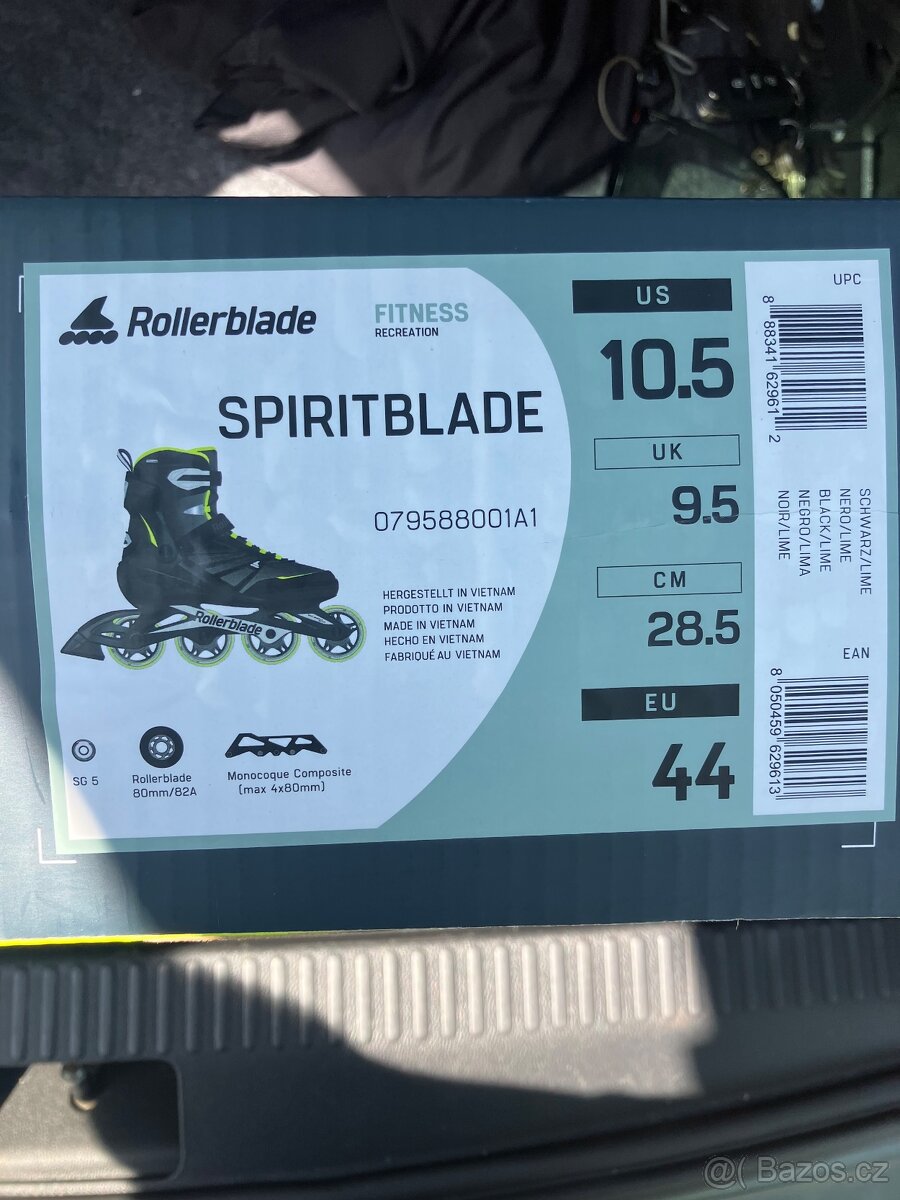 Rollerblade
FITNESS
RECREATION
SPIRITBLADE
079588001A1
Rollerblade
HERGESTELLT IN VIETNAM
PRODOTTO IN VIETNAM
MADE IN VIETNAM
HECHO EN VIETNAM
FABRIQUÉ AU VIETNAM
SG 5
Rollerblade
80mm/82A
Monocoque Composite
(max 4x80mm)
US
10.5
UK
9.5
CM
28.5
EU
44
UPC
8 88341 62961 2
SCHWARZ/LIME
NERO/LIME
BLACK/LIME
NEGRO/LIMA
NOIR/LIME
EAN
8 050459 629613
@( Bazos.cz